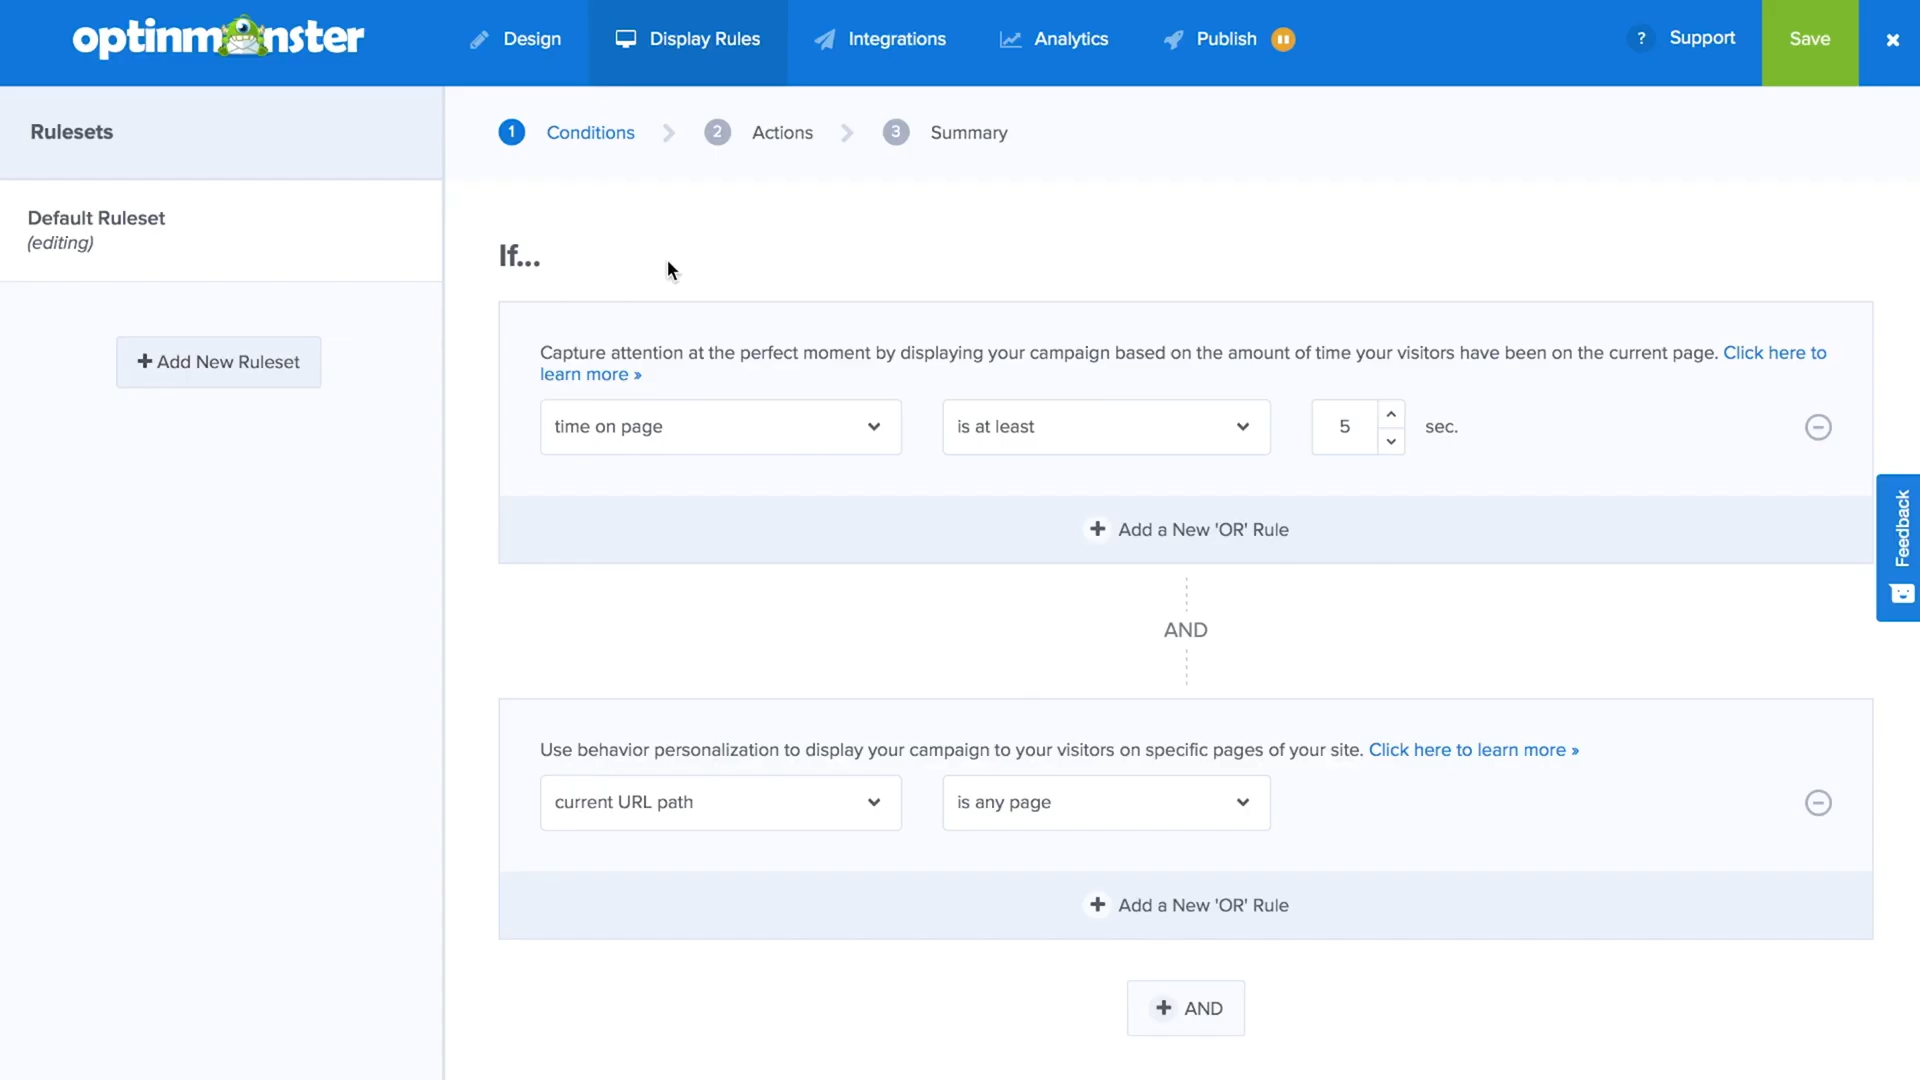 optinmonster
Design
Display Rules
Integrations
Analytics
Publish
?
Support
Save
Rulesets
Default Ruleset
(editing)
Add New Ruleset
1 Conditions
2 Actions
3 Summary
If...
Capture attention at the perfect moment by displaying your campaign based on the amount of time your visitors have been on the current page. Click here to
learn more »
time on page
is at least
5
sec.
Add a New 'OR' Rule
AND
Use behavior personalization to display your campaign to your visitors on specific pages of your site. Click here to learn more »
current URL path
is any page
Add a New 'OR' Rule
AND
Feedback